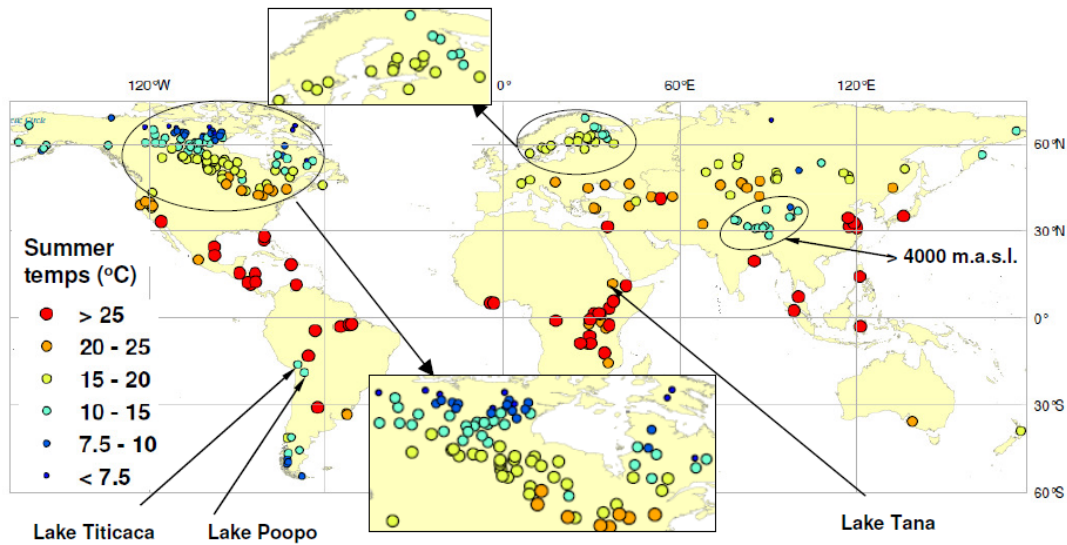 120°W
0°
60°E
120°E
60°N
30°N
> 4000 m.a.s.l.
Summer
temps (°C)
> 25
20 - 25
15 - 20
10 - 15
7.5 - 10
< 7.5
0°
30°S
60°S
Lake Titicaca
Lake Poopo
Lake Tana